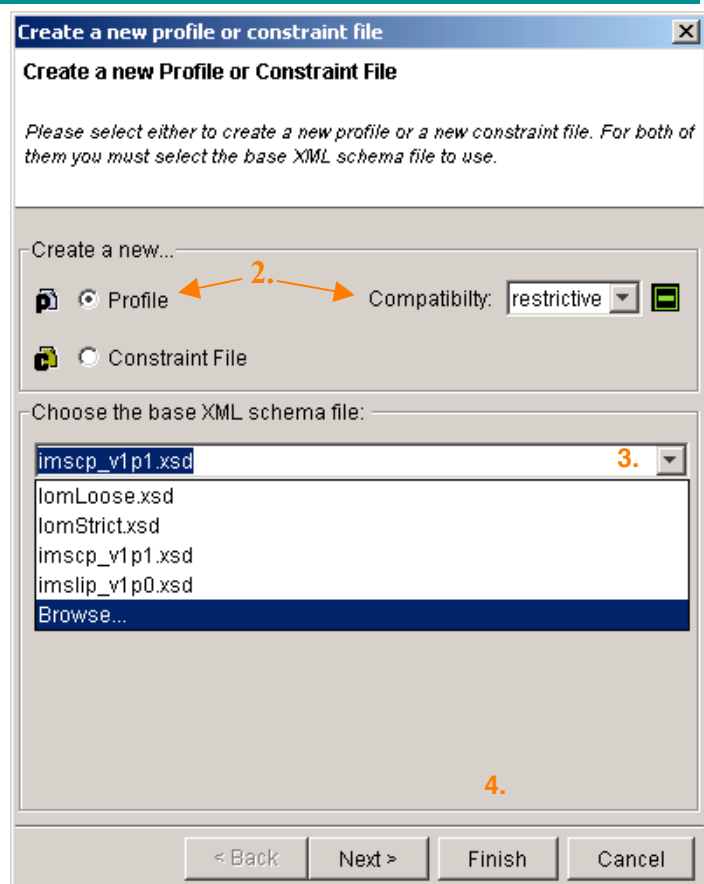 Create a new profile or constraint file
Create a new Profile or Constraint File
Please select either to create a new profile or a new constraint file. For both of
them you must select the base XML schema file to use.
Create a new...
2.
Profile
Compatibilty: restrictive
Constraint File
Choose the base XML schema file:
imscp_v1p1.xsd
3.
lomLoose.xsd
lomStrict.xsd
imscp_v1p1.xsd
imslip_v1p0.xsd
Browse...
4.
< Back Next > Finish Cancel